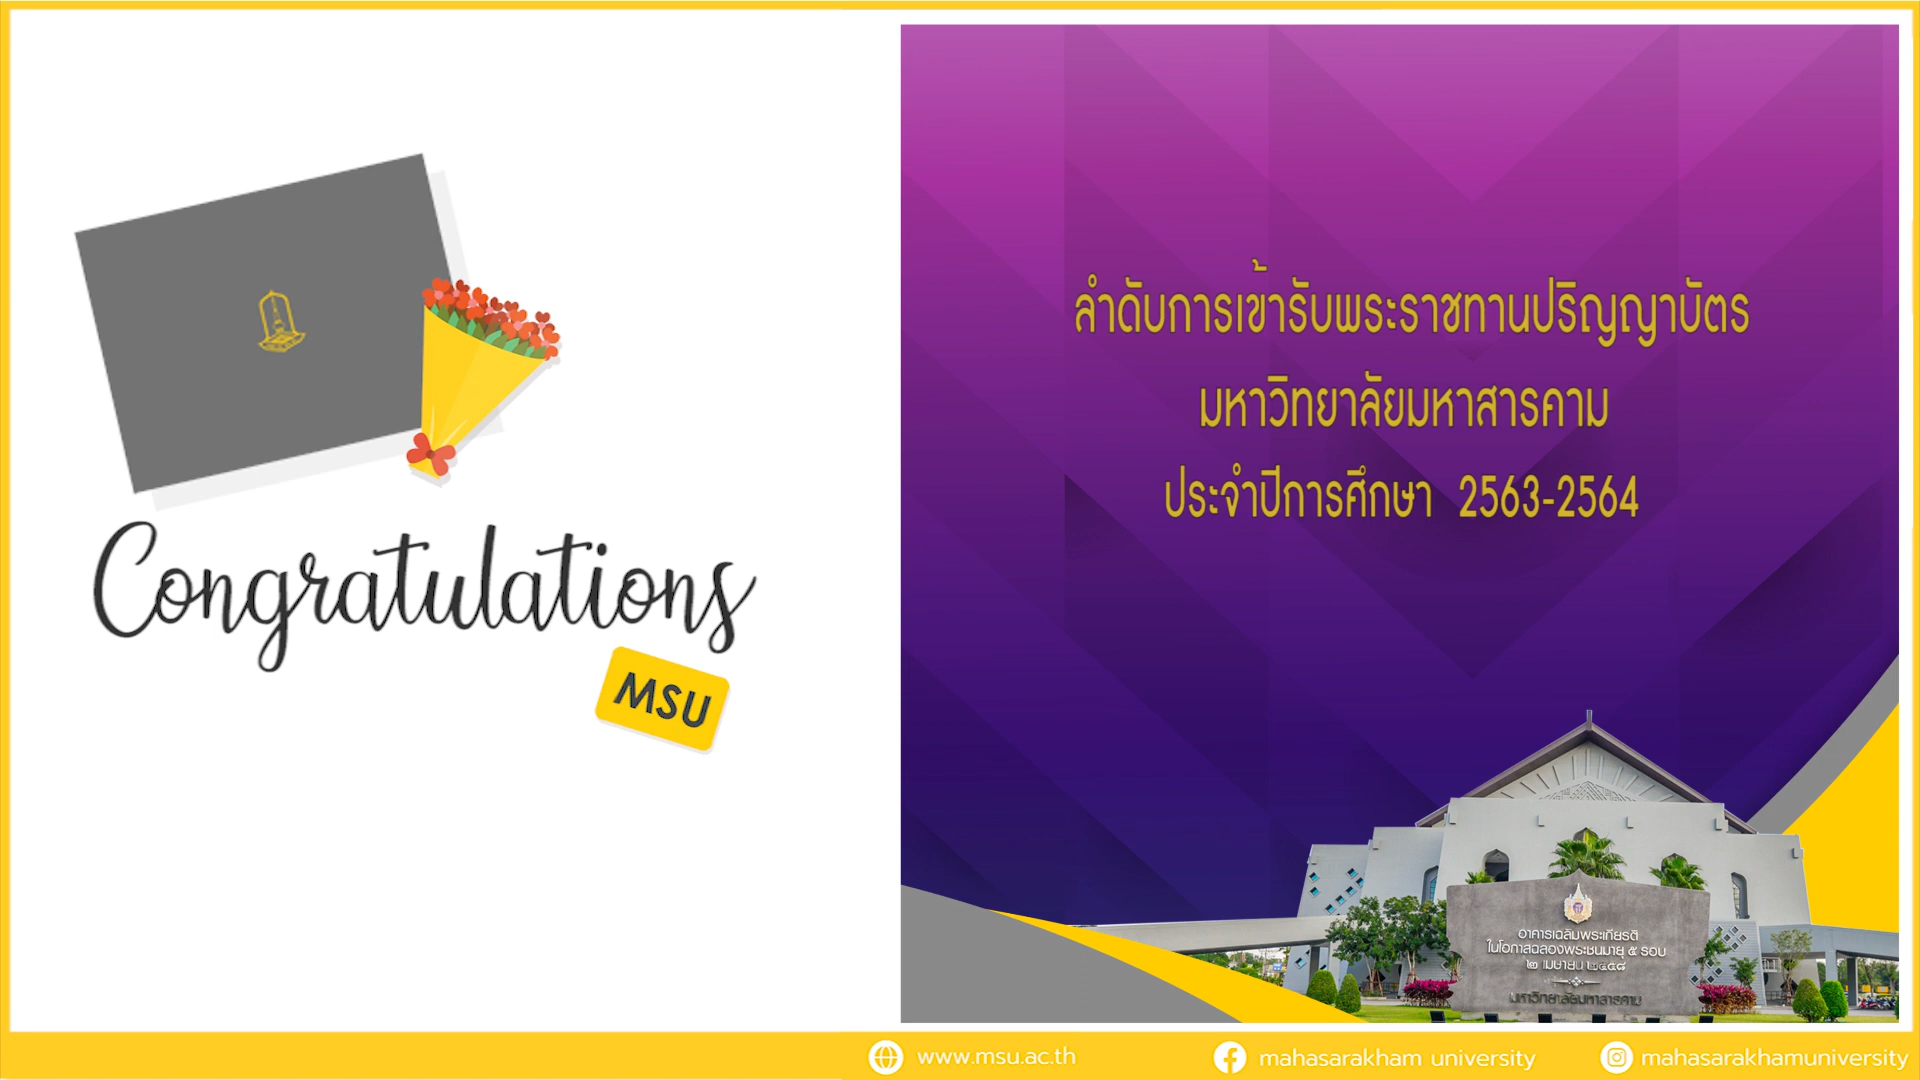 Congratulations
MSU
ลำดับการเข้ารับพระราชทานปริญญาบัตร
มหาวิทยาลัยมหาสารคาม
ประจำปีการศึกษา 2563-2564
อาคารเฉลิมพระเกียรติ
ในโอกาสฉลองพระชนมายุ ๕ รอบ
๒ เมษายน ๒๕๕๘
มหาวิทยาลัยมหาสารคาม
www.msu.ac.th
mahasarakham university
mahasarakhamuniversity